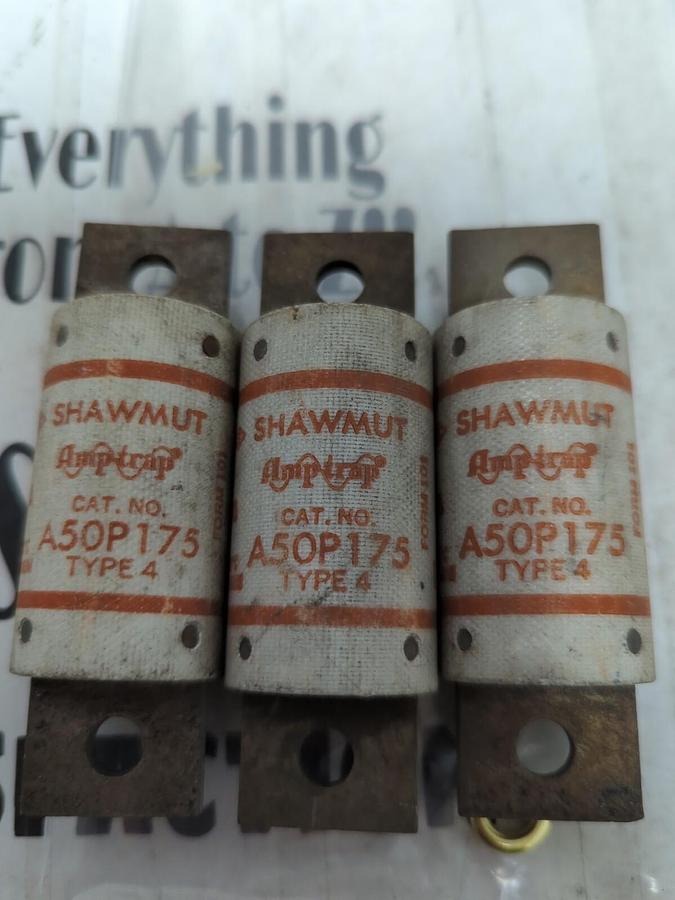 Everything
to
SHAWMUT
Amp-trap
CAT. NO.
A50P175
TYPE 4
SHAWMUT
Amp-trap
CAT. NO.
A50P175
TYPE 4
SHAWMUT
Amp-trap
CAT. NO.
A50P175
TYPE 4